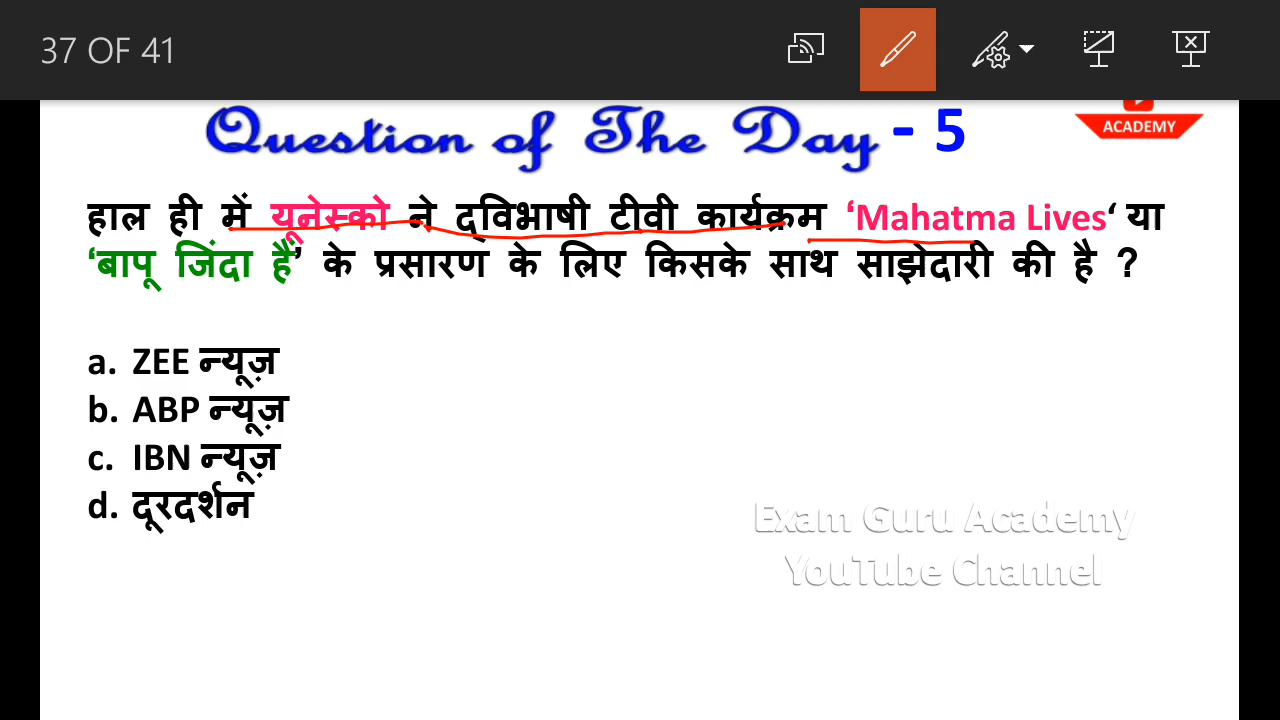 37 OF 41
Question of The Day - 5
ACADEMY
हाल ही में यूनेस्को ने द्विभाषी टीवी कार्यक्रम ‘Mahatma Lives‘ या
‘बापू जिंदा हैं’ के प्रसारण के लिए किसके साथ साझेदारी की है ?
a. ZEE न्यूज़
b. ABP न्यूज़
c. IBN न्यूज़
d. दूरदर्शन
Exam Guru Academy
YouTube Channel